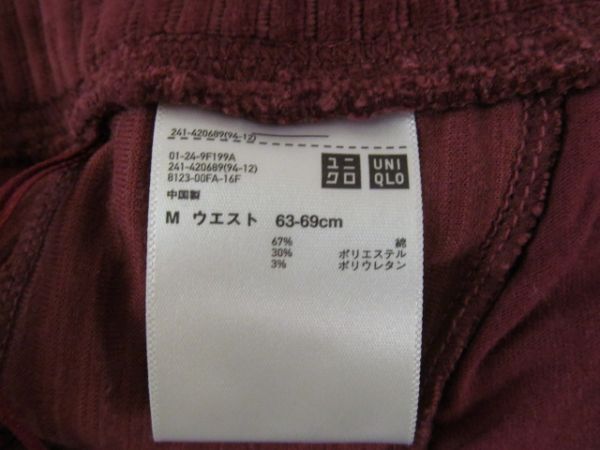 241-420689(94-12)
01-24-9F199A
241-420689(94-12)
8123-00FA-16F
ユニクロ
UNIQLO
中国製
M ウエスト 63-69cm
67% 綿
30% ポリエステル
3% ポリウレタン